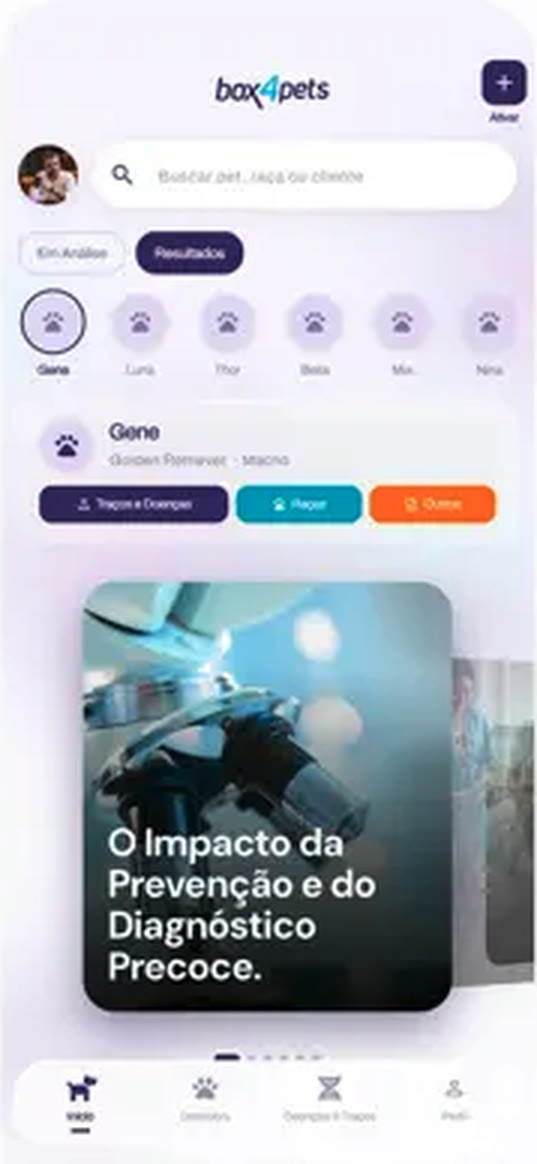 box4pets
Ativar
Buscar pet, raça ou cliente
Em Análise
Resultados
Gene
Luna
Thor
Bela
Nina
Gene
Golden Retriever · Macho
Traços e Doenças
Raças
Outros
O Impacto da
Prevenção e do
Diagnóstico
Precoce.
Início
Doenças & Traços
Perfil